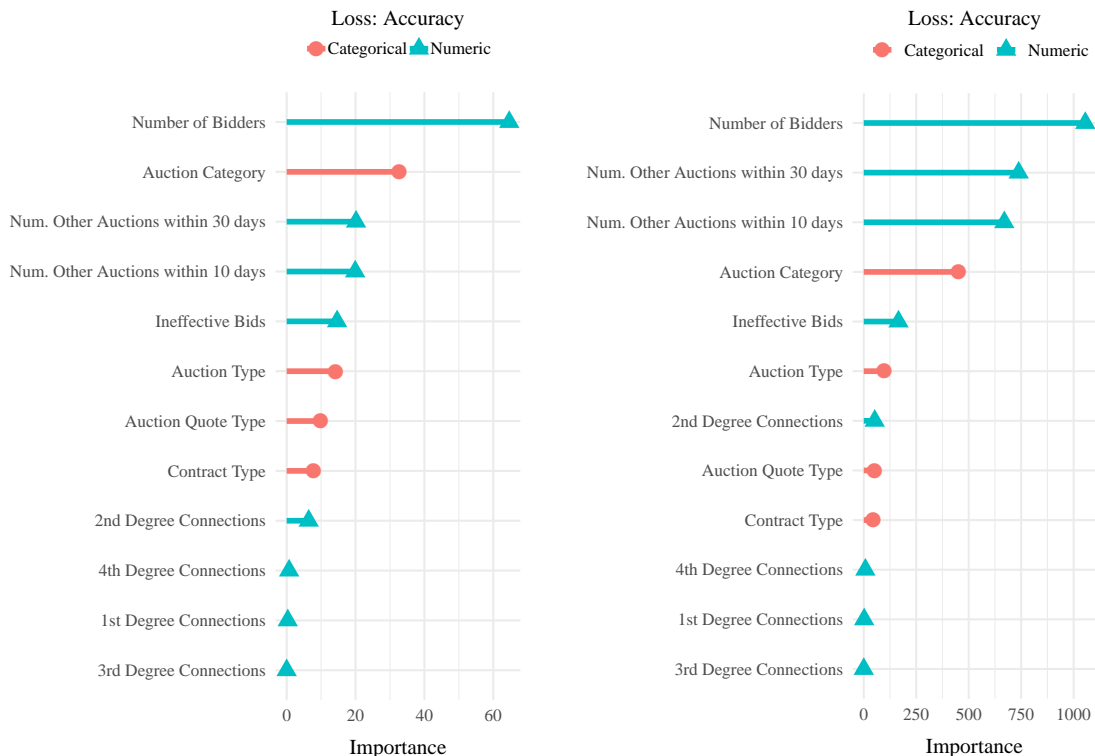 Loss: Accuracy
Categorical Numeric
Number of Bidders
Auction Category
Num. Other Auctions within 30 days
Num. Other Auctions within 10 days
Ineffective Bids
Auction Type
Auction Quote Type
Contract Type
2nd Degree Connections
4th Degree Connections
1st Degree Connections
3rd Degree Connections
0 20 40 60
Importance
Loss: Accuracy
Categorical Numeric
Number of Bidders
Num. Other Auctions within 30 days
Num. Other Auctions within 10 days
Auction Category
Ineffective Bids
Auction Type
2nd Degree Connections
Auction Quote Type
Contract Type
4th Degree Connections
1st Degree Connections
3rd Degree Connections
0 250 500 750 1000
Importance